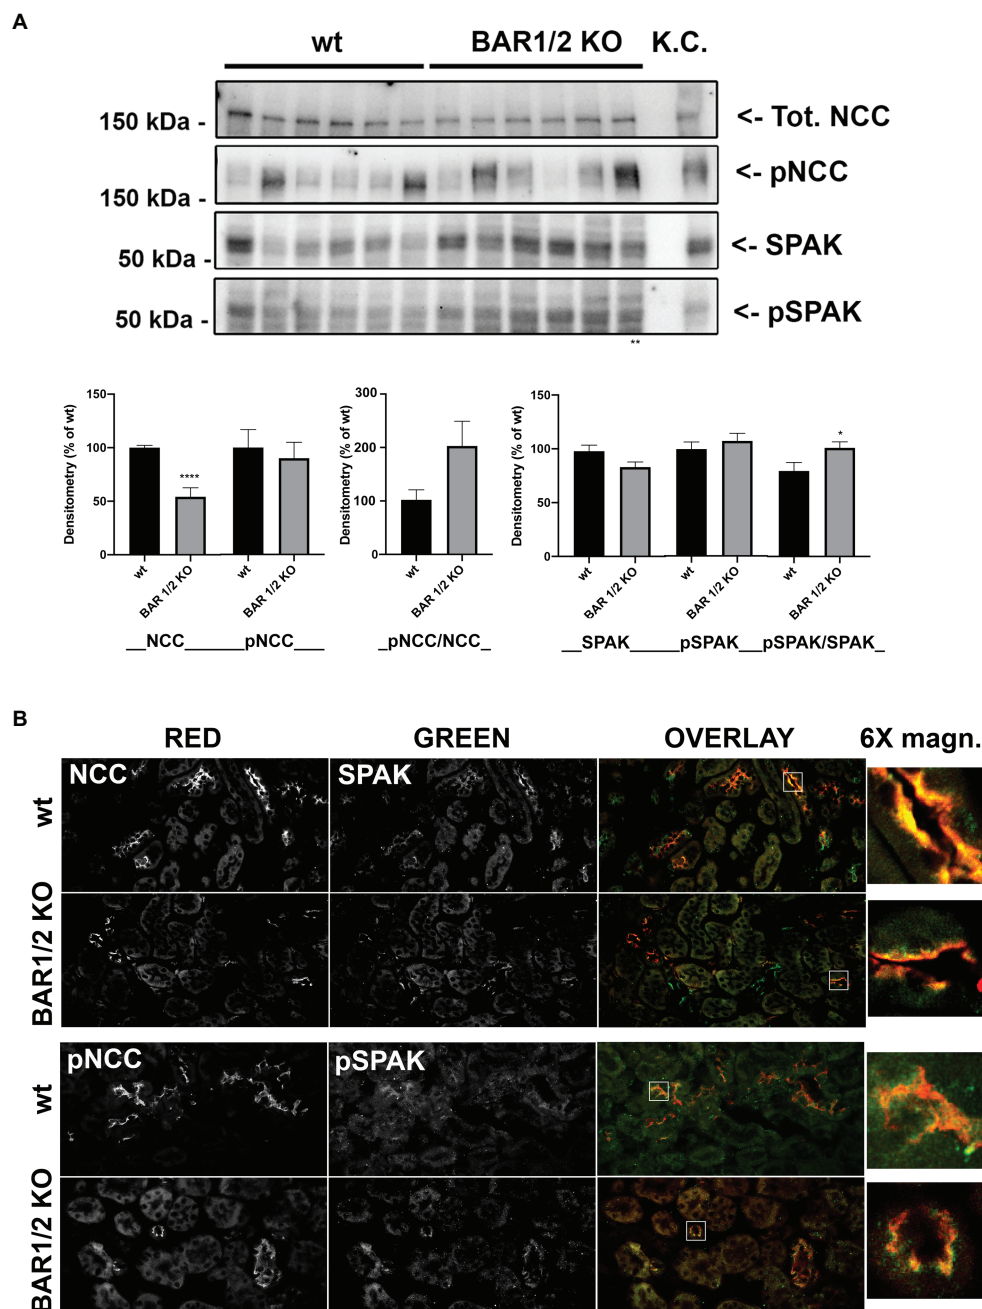 A
wt BAR1/2 KO K.C.
150 kDa - <- Tot. NCC
150 kDa - <- pNCC
50 kDa - <- SPAK
50 kDa - <- pSPAK
**
Densitometry (% of wt)
150
100
50
0
****
wt
BAR 1/2 KO
wt
BAR 1/2 KO
__NCC______pNCC___
Densitometry (% of wt)
300
200
100
0
wt
BAR 1/2 KO
_pNCC/NCC_
Densitometry (% of wt)
150
100
50
0
*
wt
BAR 1/2 KO
wt
BAR 1/2 KO
wt
BAR 1/2 KO
__SPAK_____pSPAK___pSPAK/SPAK_
B
RED GREEN OVERLAY 6X magn.
wt
NCC SPAK
BAR1/2 KO
wt
pNCC pSPAK
BAR1/2 KO